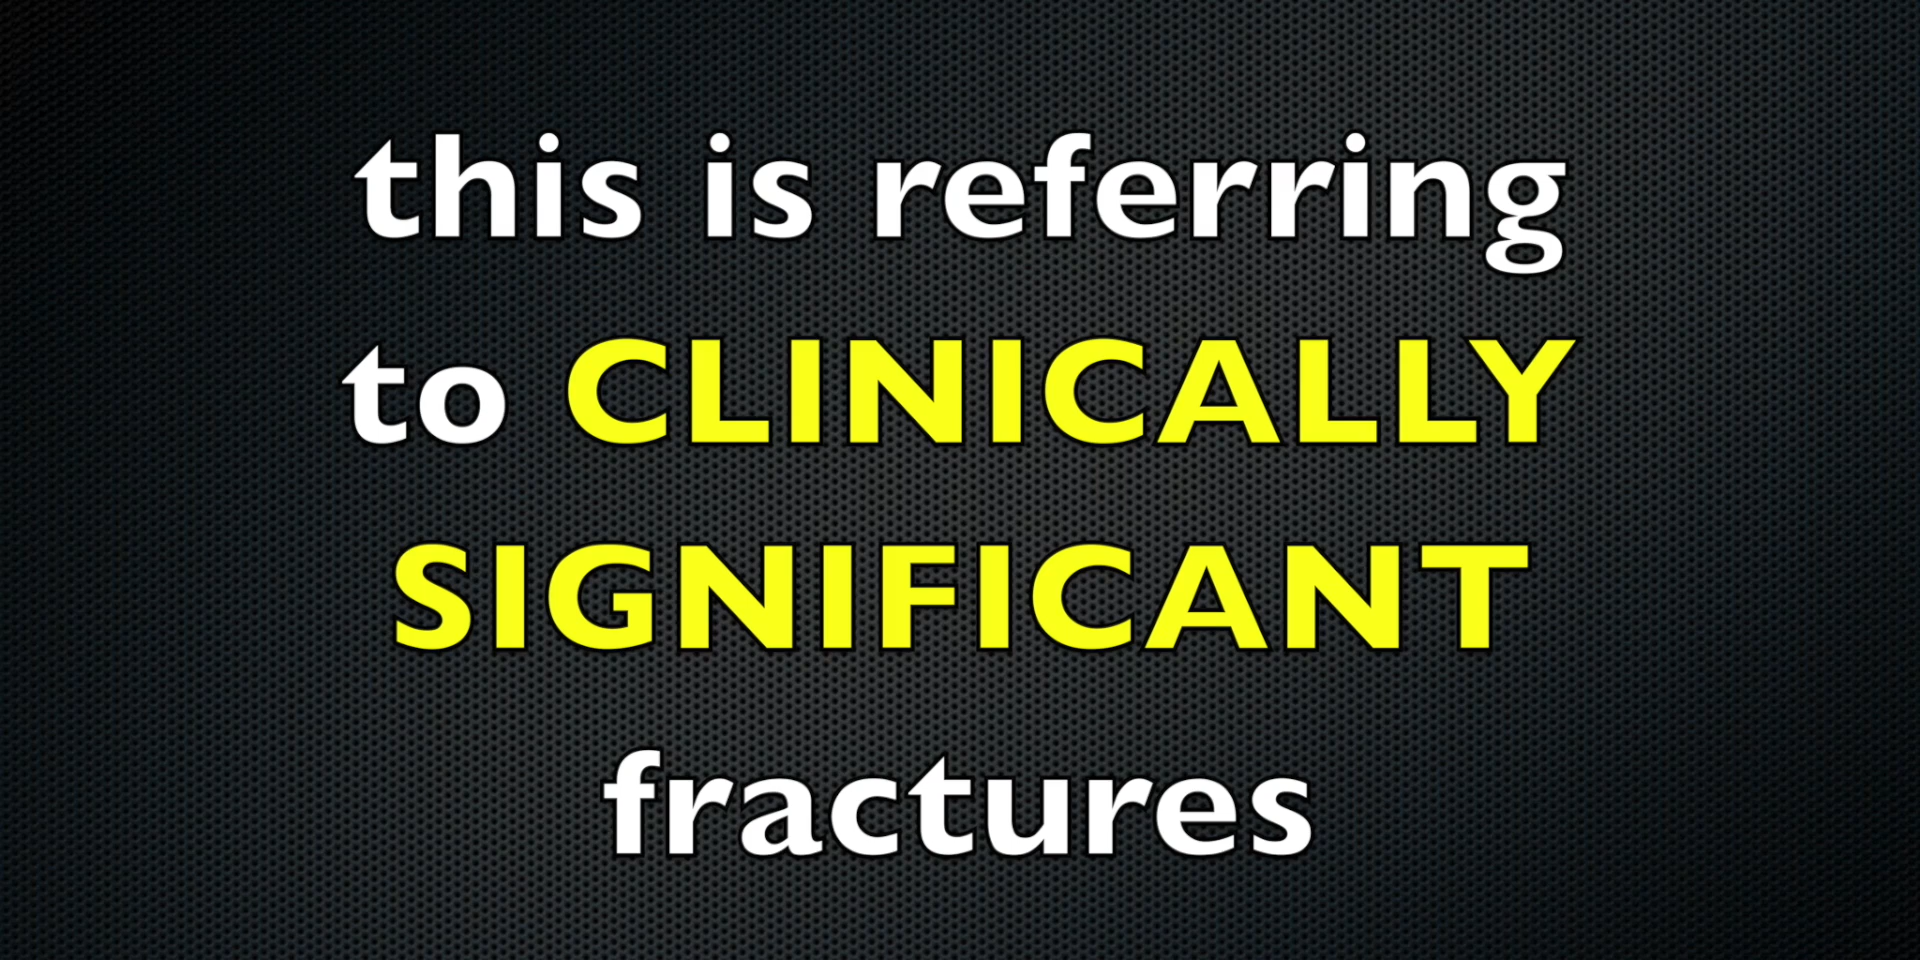 this is referring
to CLINICALLY
SIGNIFICANT
fractures